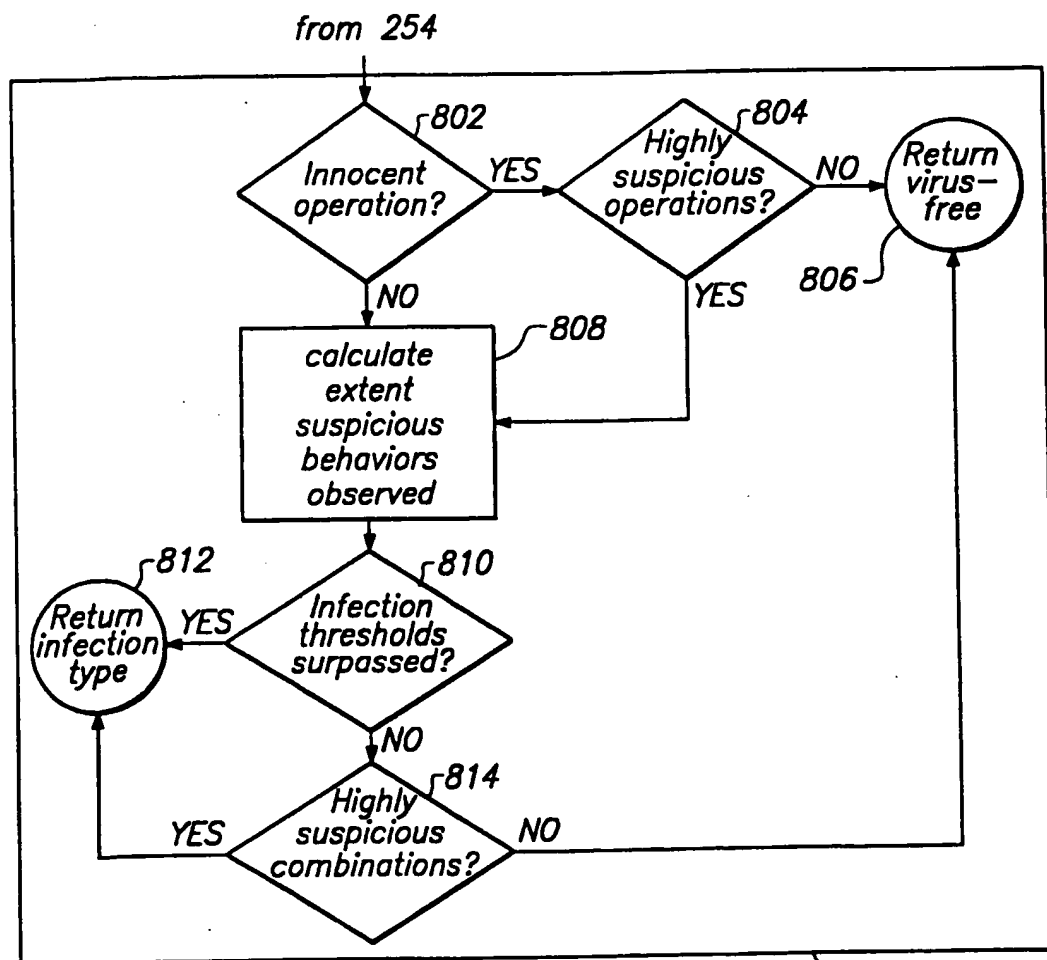 from 254
802
Innocent
operation?
YES
NO
804
Highly
suspicious
operations?
NO
YES
Return
virus-
free
806
808
calculate
extent
suspicious
behaviors
observed
810
Infection
thresholds
surpassed?
YES
NO
812
Return
infection
type
814
Highly
suspicious
combinations?
YES
NO